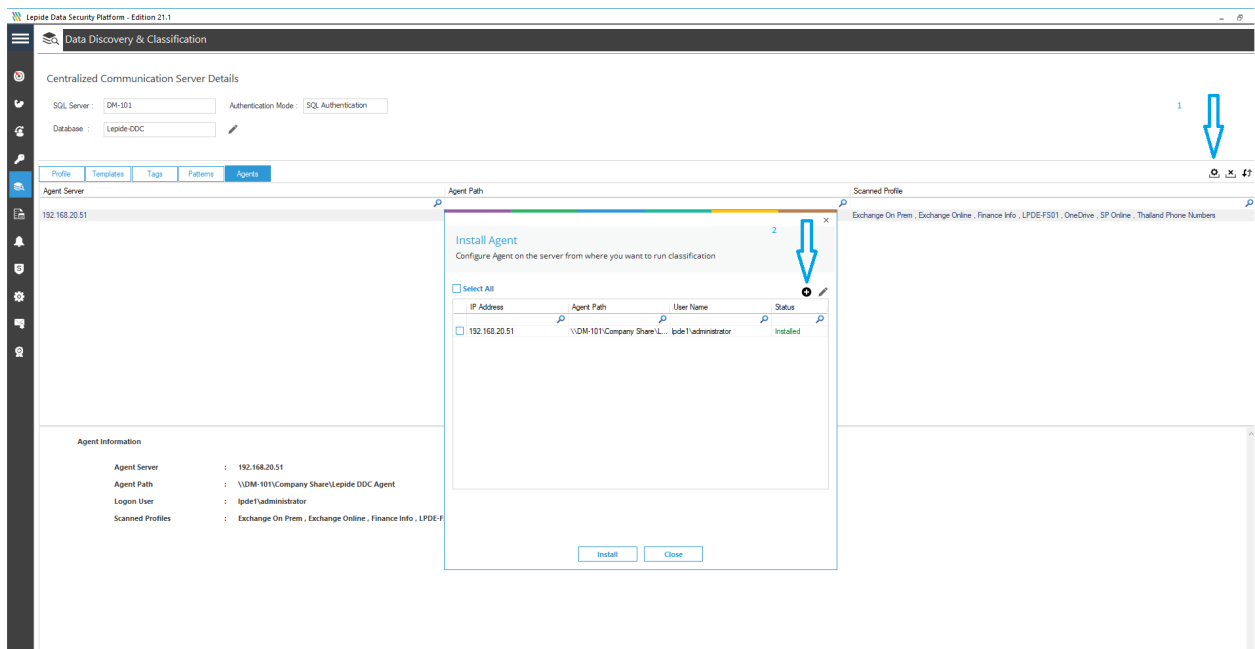 Lepide Data Security Platform - Edition 21.1
Data Discovery & Classification
Centralized Communication Server Details
SQL Server : DM-101 Authentication Mode : SQL Authentication
1
Database : Lepide-DDC
Profile Templates Tags Patterns Agents
Agent Server Agent Path Scanned Profile
192.168.20.51 Exchange On Prem , Exchange Online , Finance Info , LPDE-FS01 , OneDrive , SP Online , Thailand Phone Numbers
2
Install Agent
Configure Agent on the server from where you want to run classification
Select All
IP Address Agent Path User Name Status
192.168.20.51 \\DM-101\Company Share\L... lpde1\administrator Installed
Install Close
Agent Information
Agent Server : 192.168.20.51
Agent Path : \\DM-101\Company Share\Lepide DDC Agent
Logon User : lpde1\administrator
Scanned Profiles : Exchange On Prem , Exchange Online , Finance Info , LPDE-F